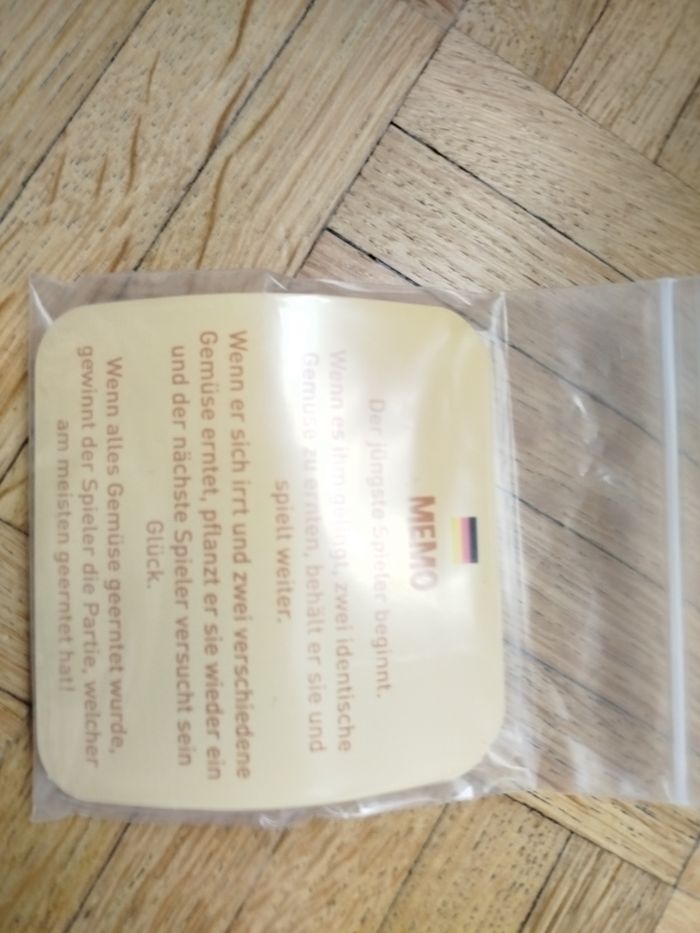 MEMO
Der jüngste Spieler beginnt.
Wenn es ihm gelingt, zwei identische
Gemüse zu ernten, behält er sie und
spielt weiter.
Wenn er sich irrt und zwei verschiedene
Gemüse erntet, pflanzt er sie wieder ein
und der nächste Spieler versucht sein
Glück.
Wenn alles Gemüse geerntet wurde,
gewinnt der Spieler die Partie, welcher
am meisten geerntet hat!